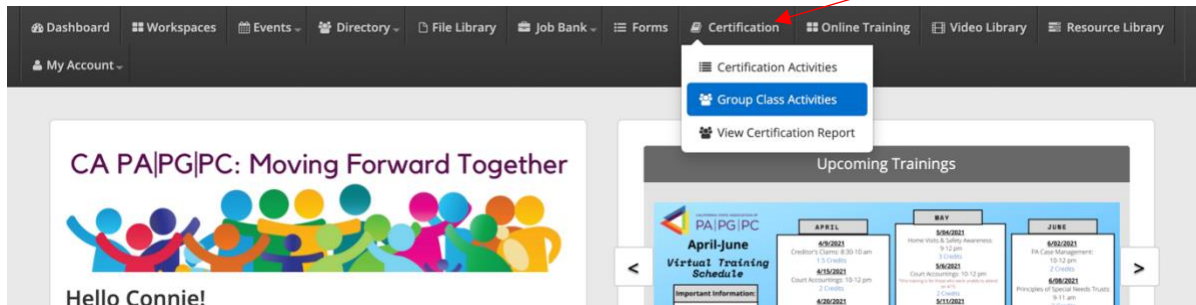 Dashboard Workspaces Events Directory File Library Job Bank Forms Certification Online Training Video Library Resource Library
My Account
Certification Activities
Group Class Activities
View Certification Report
CA PA|PG|PC: Moving Forward Together
Hello Connie!
Upcoming Trainings
PA|PG|PC
April-June
Virtual Training
Schedule
Important Information:
APRIL
4/9/2021
Creditor's Claims: 8:30-10 am
1.5 Credits
4/15/2021
Court Accountings: 10-12 pm
2 Credits
4/20/2021
MAY
5/04/2021
Home Visits & Safety Awareness:
9-12 pm
3 Credits
5/6/2021
Court Accountings: 10-12 pm
2 Credits
5/11/2021
JUNE
6/02/2021
PA Case Management:
10-12 pm
2 Credits
6/08/2021
Principles of Special Needs Trusts:
9-11 am
<
>